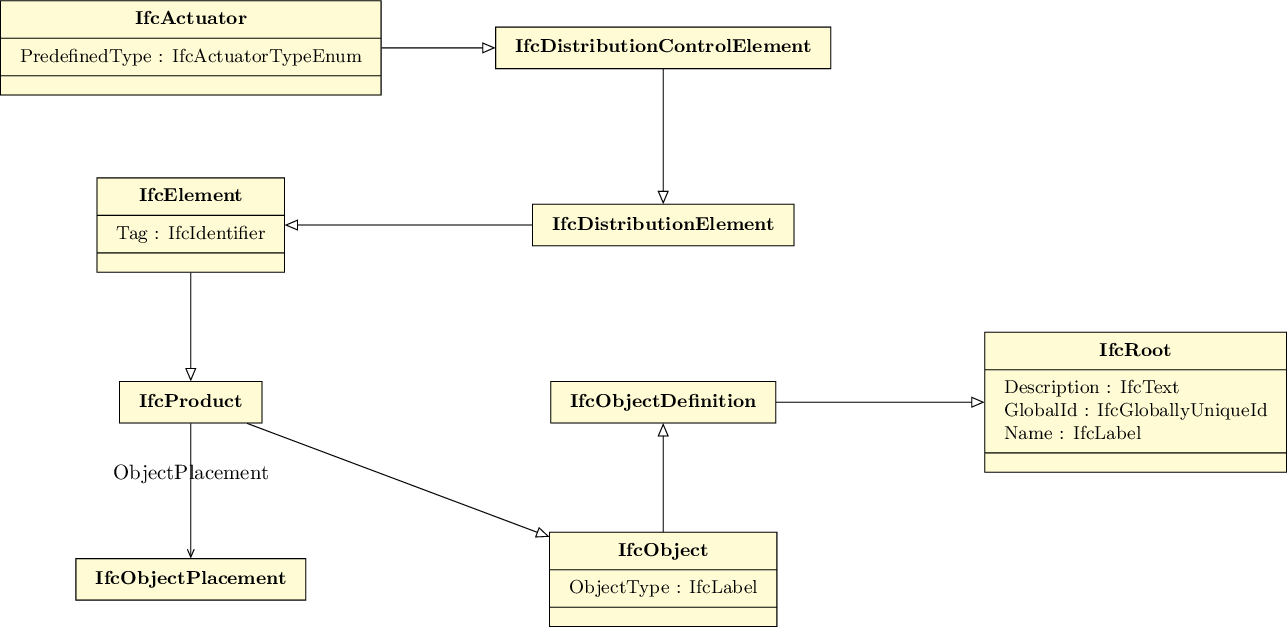 IfcActuator
PredefinedType : IfcActuatorTypeEnum
IfcDistributionControlElement
IfcElement
Tag : IfcIdentifier
IfcDistributionElement
IfcProduct
IfcObjectDefinition
IfcRoot
Description : IfcText
GlobalId : IfcGloballyUniqueId
Name : IfcLabel
ObjectPlacement
IfcObjectPlacement
IfcObject
ObjectType : IfcLabel